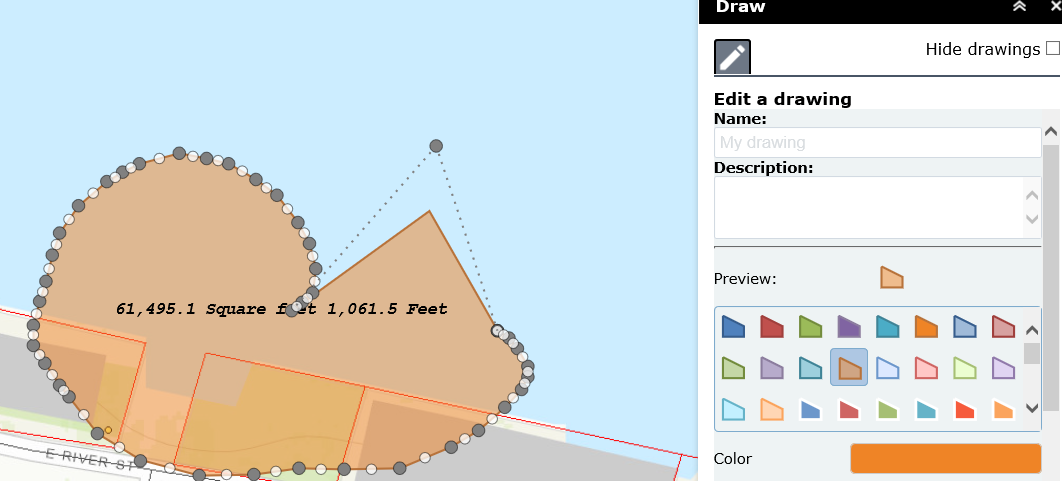 Draw
Hide drawings
Edit a drawing
Name:
My drawing
Description:
61,495.1 Square feet 1,061.5 Feet
Preview:
E RIVER ST
Color